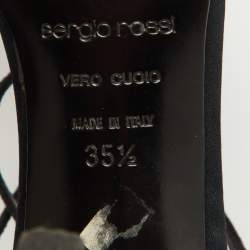 sergio rossi
VERO CUOIO
MADE IN ITALY
35½